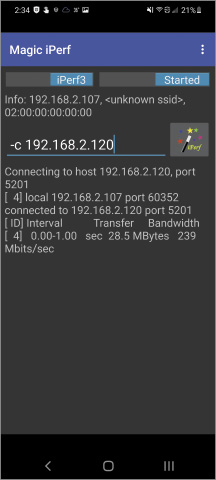 2:34
21%
Magic iPerf
iPerf3
Started
Info: 192.168.2.107, <unknown ssid>,
02:00:00:00:00:00
-c 192.168.2.120
iPerf
Connecting to host 192.168.2.120, port
5201
[ 4] local 192.168.2.107 port 60352
connected to 192.168.2.120 port 5201
[ ID] Interval Transfer Bandwidth
[ 4] 0.00-1.00 sec 28.5 MBytes 239
Mbits/sec